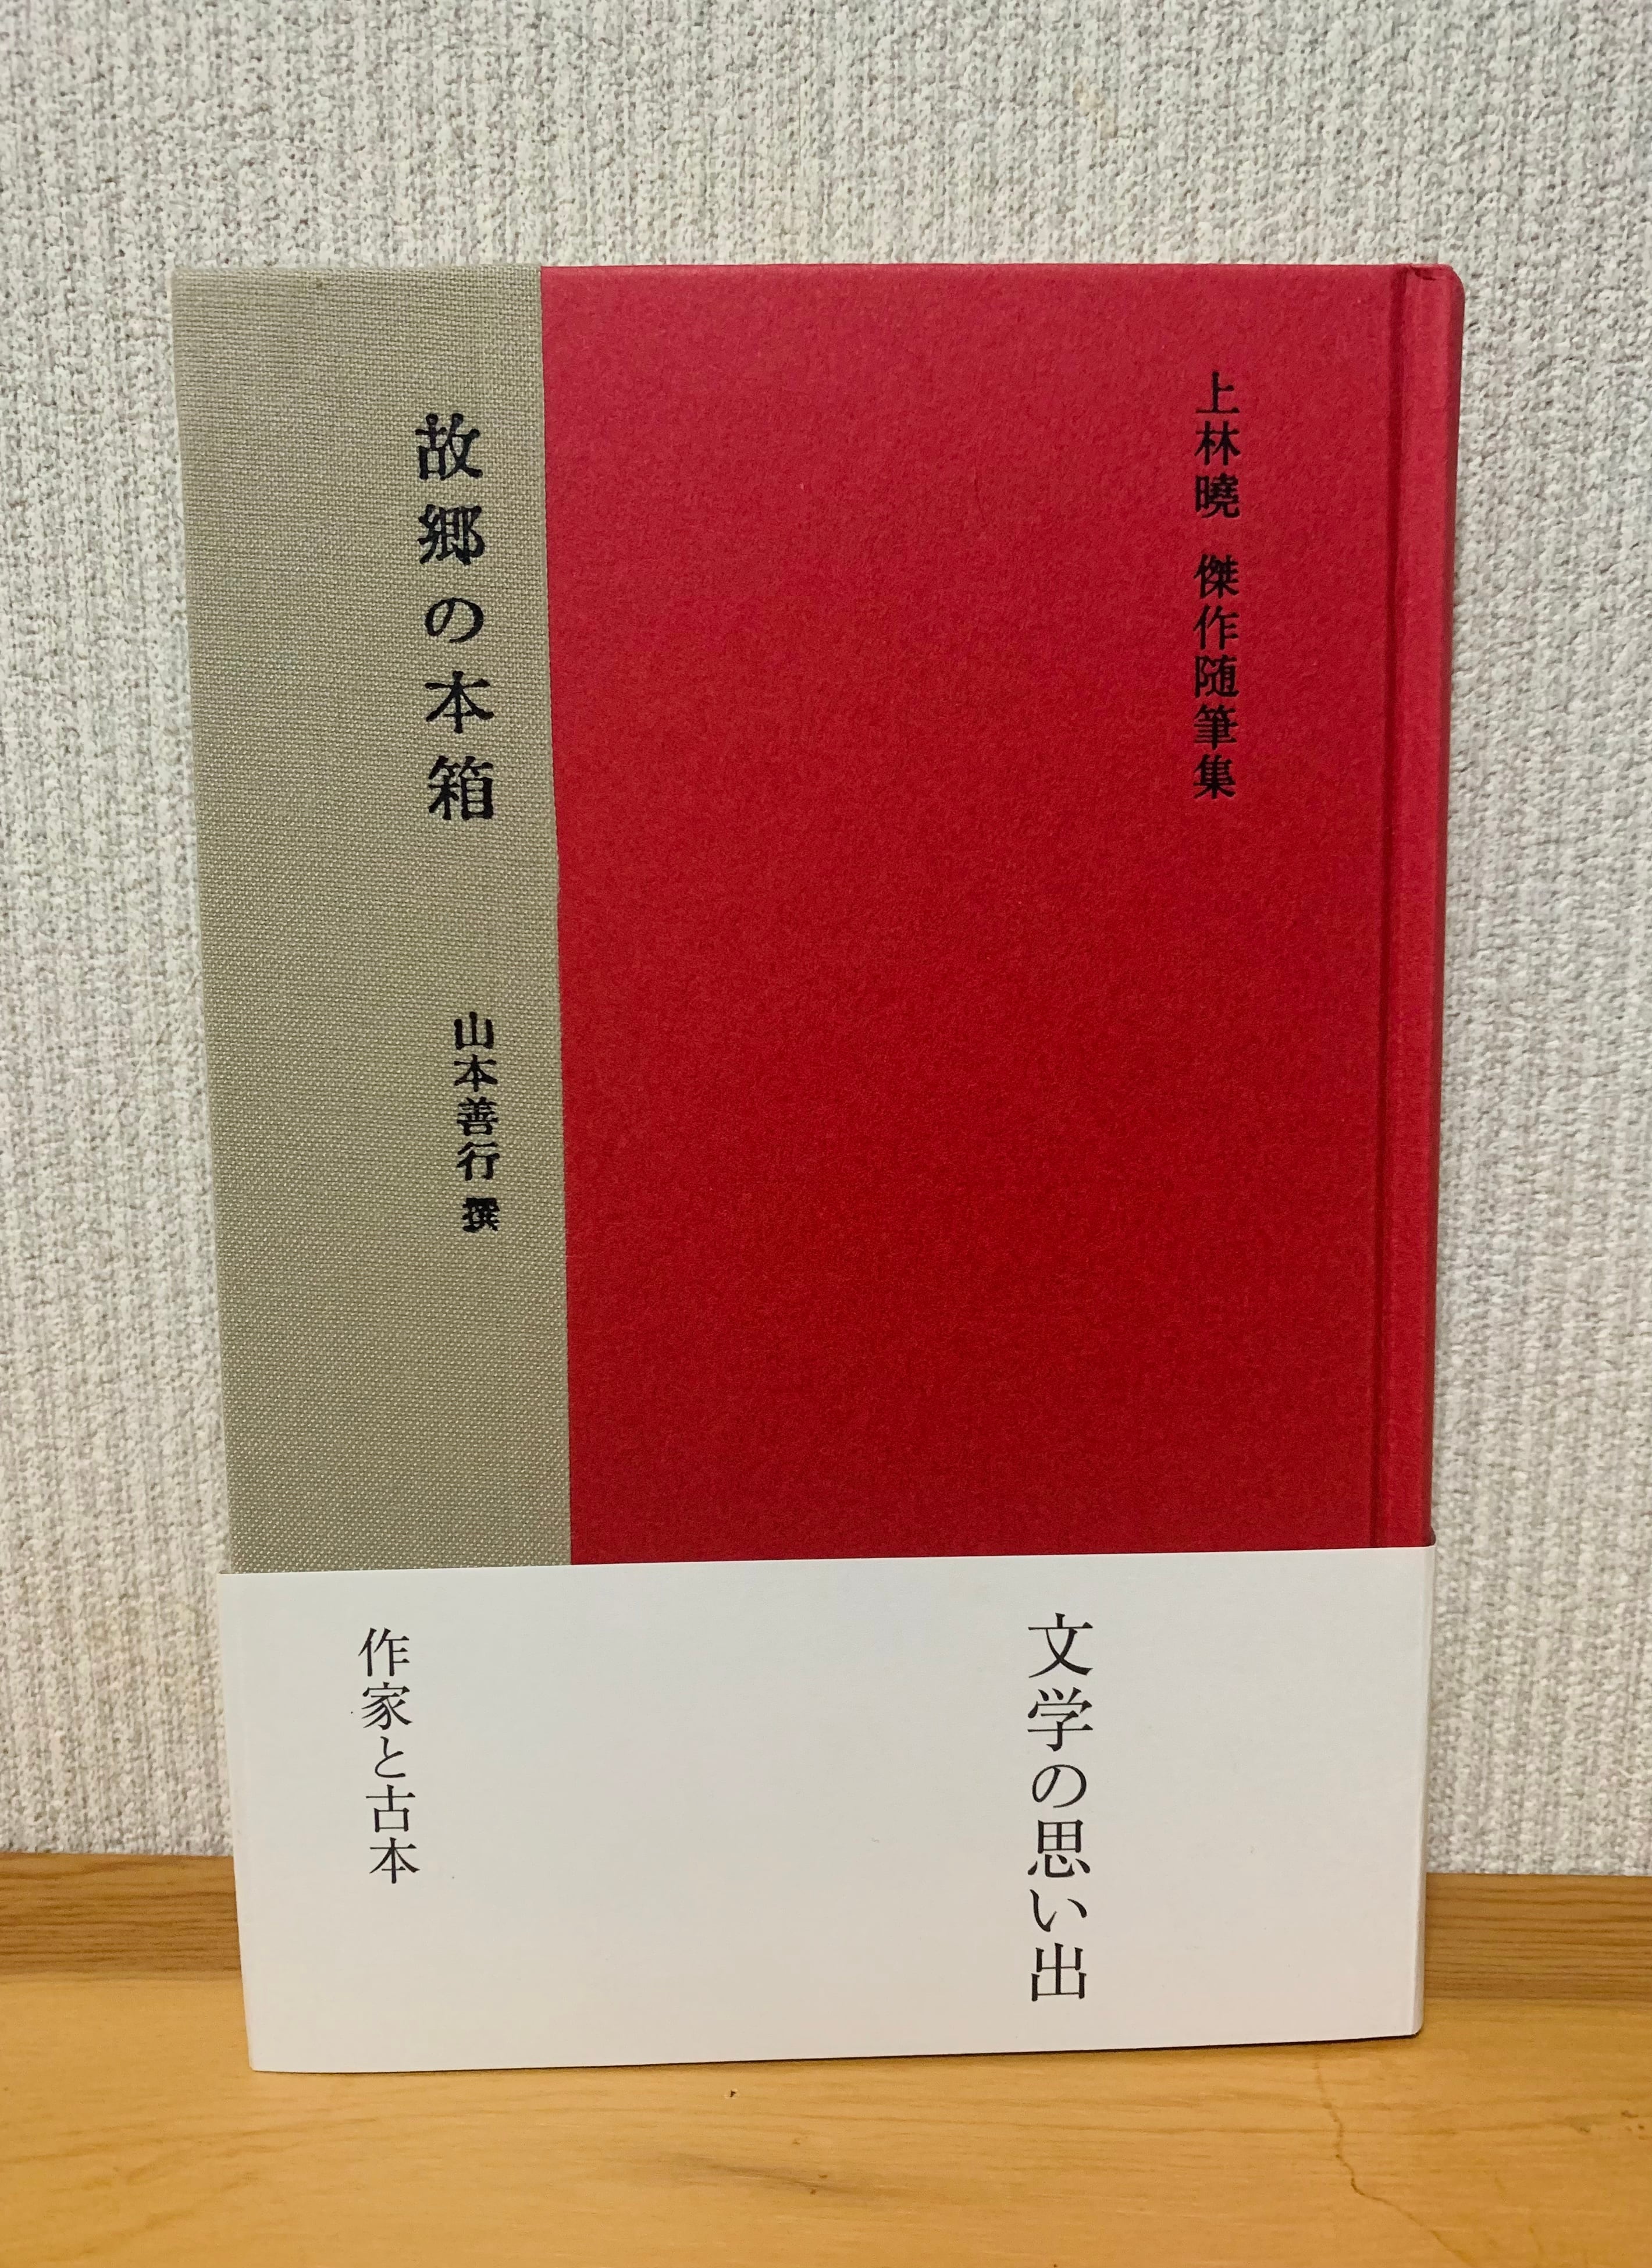 上林曉 傑作随筆集
故郷の本箱
山本善行 撰
文学の思い出
作家と古本